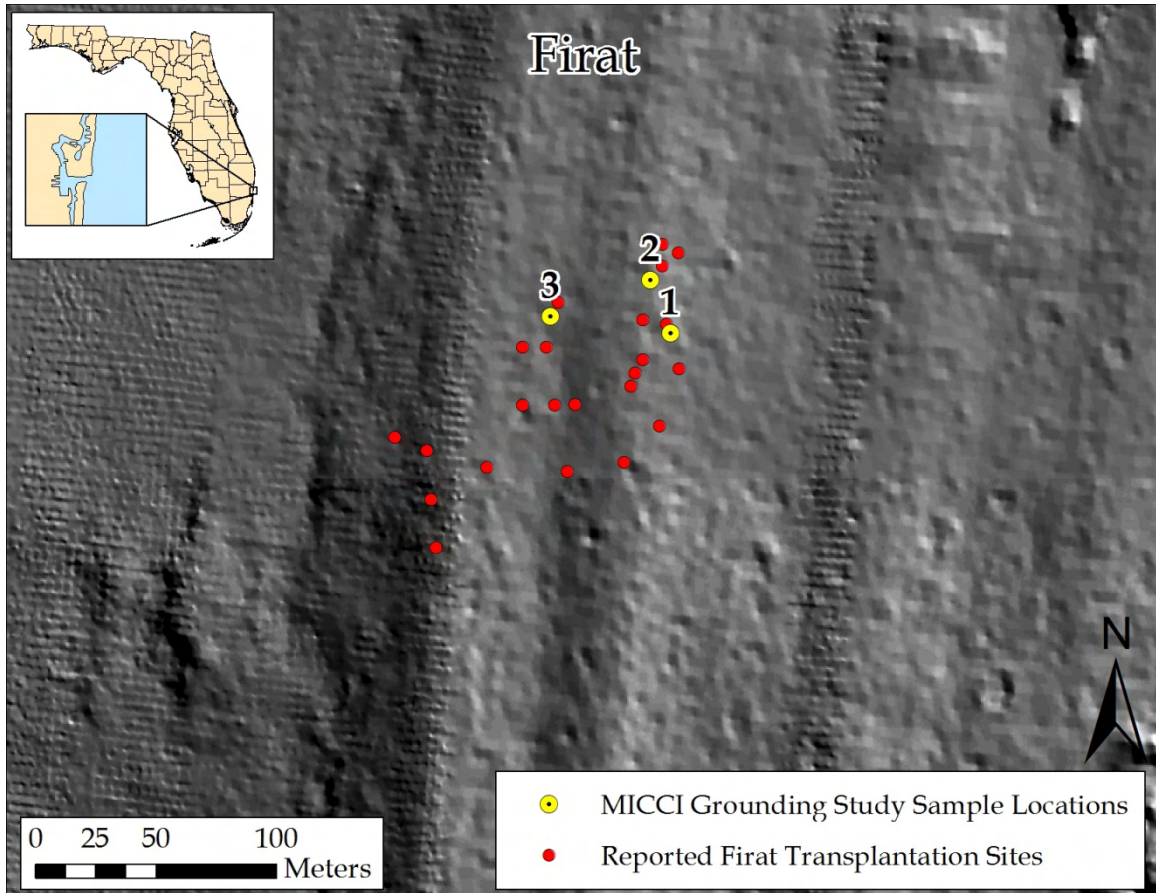 Firat
2
3
1
N
0 25 50 100
Meters
MICCI Grounding Study Sample Locations
Reported Firat Transplantation Sites